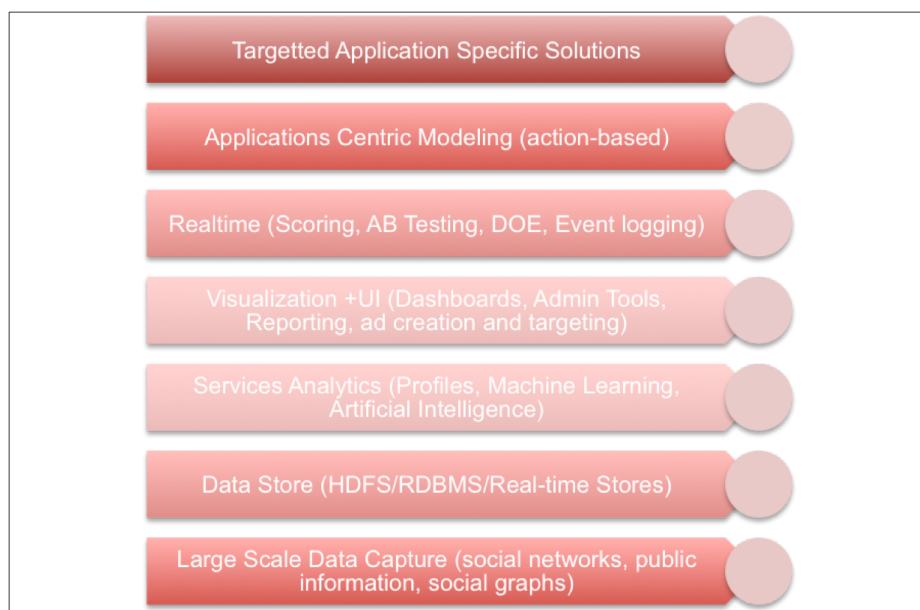 Targetted Application Specific Solutions
Applications Centric Modeling (action-based)
Realtime (Scoring, AB Testing, DOE, Event logging)
Visualization +UI (Dashboards, Admin Tools,
Reporting, ad creation and targeting)
Services Analytics (Profiles, Machine Learning,
Artificial Intelligence)
Data Store (HDFS/RDBMS/Real-time Stores)
Large Scale Data Capture (social networks, public
information, social graphs)